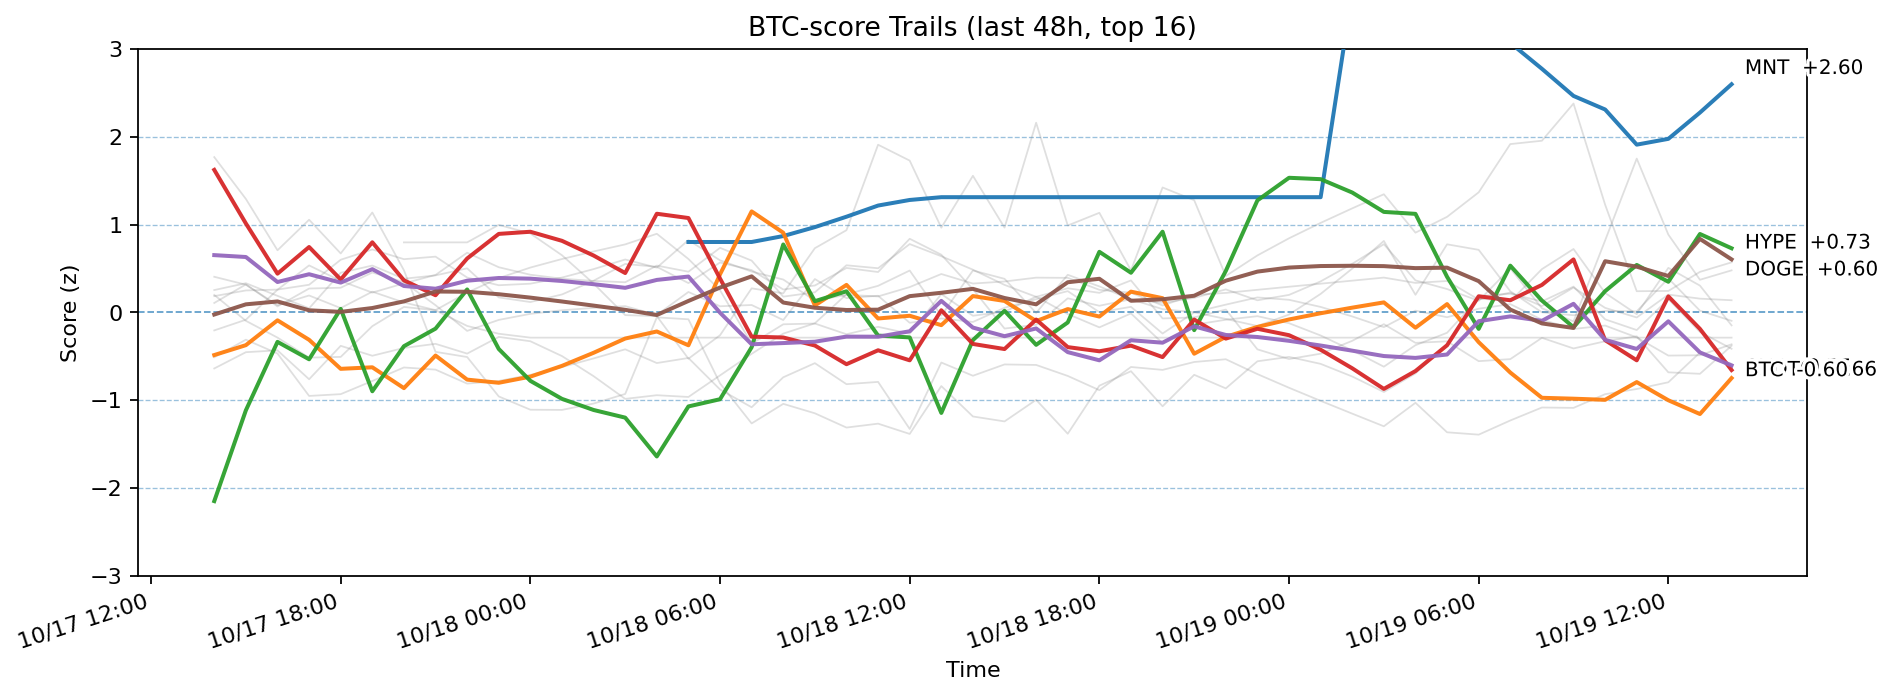 BTC-score Trails (last 48h, top 16)
3
2
1
0
−1
−2
−3
Score (z)
MNT +2.60
HYPE +0.73
DOGE +0.60
BTC -0.60
10/17 12:00
10/17 18:00
10/18 00:00
10/18 06:00
10/18 12:00
10/18 18:00
10/19 00:00
10/19 06:00
10/19 12:00
Time